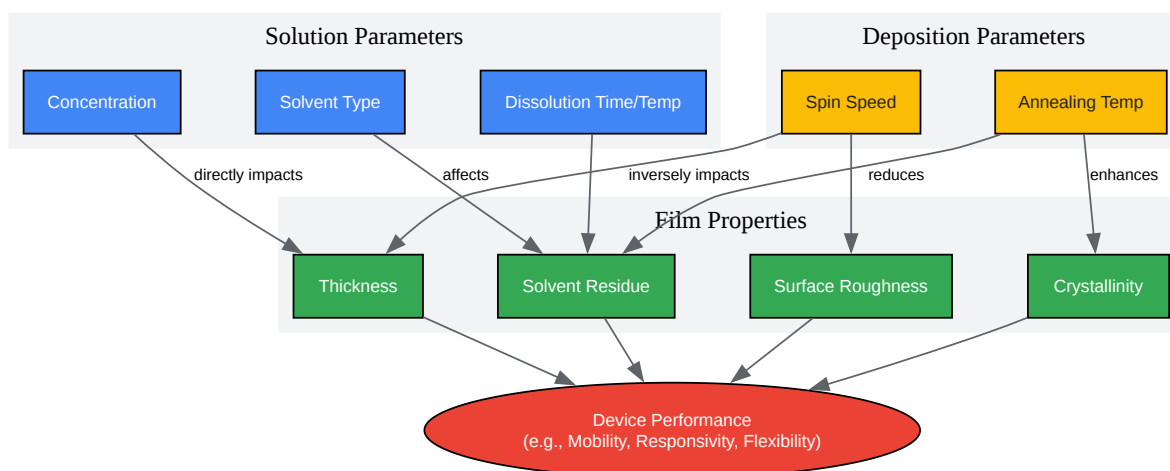 Solution Parameters
Deposition Parameters
Concentration
Solvent Type
Dissolution Time/Temp
Spin Speed
Annealing Temp
directly impacts
affects
inversely impacts
reduces
enhances
Film Properties
Thickness
Solvent Residue
Surface Roughness
Crystallinity
Device Performance
(e.g., Mobility, Responsivity, Flexibility)